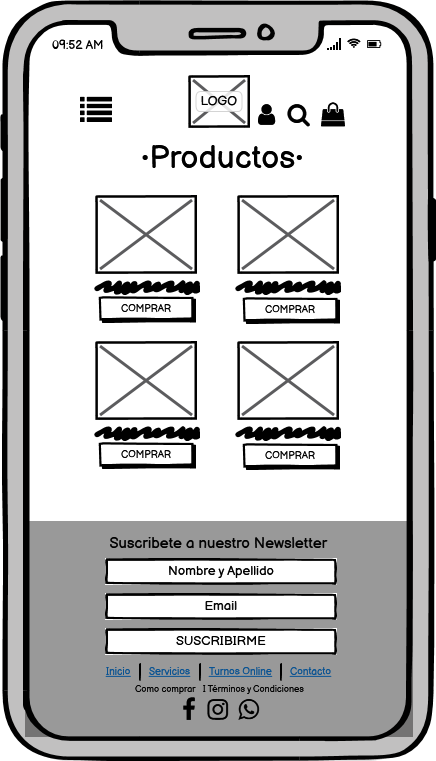 09:52 AM
LOGO
·Productos·
COMPRAR
COMPRAR
COMPRAR
COMPRAR
Suscribete a nuestro Newsletter
Nombre y Apellido
Email
SUSCRIBIRME
Inicio | Servicios | Turnos Online | Contacto
Como comprar I Términos y Condiciones